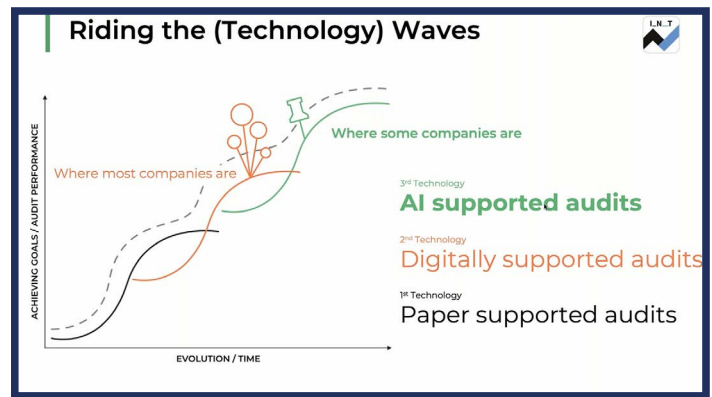 Riding the (Technology) Waves
I_N_T
ACHIEVING GOALS / AUDIT PERFORMANCE
Where most companies are
Where some companies are
3rd Technology
AI supported audits
2nd Technology
Digitally supported audits
1st Technology
Paper supported audits
EVOLUTION / TIME